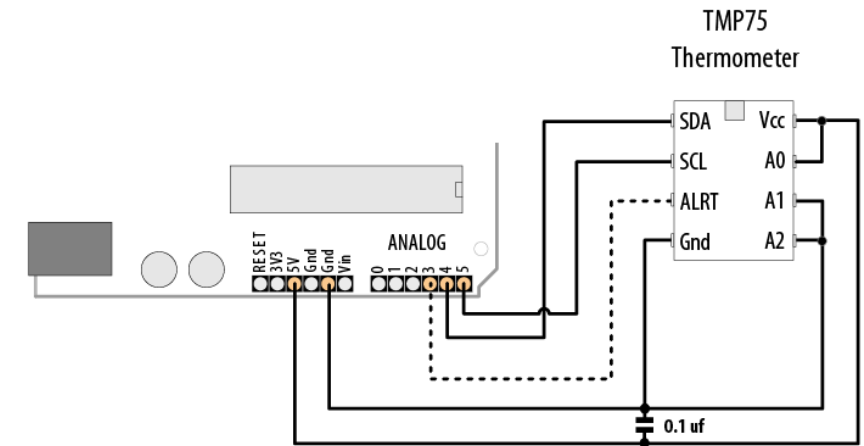 TMP75
Thermometer
SDA
Vcc
SCL
A0
ALRT
A1
Gnd
A2
RESET
3V3
5V
Gnd
Gnd
Vin
ANALOG
0
1
2
3
4
5
0.1 uf